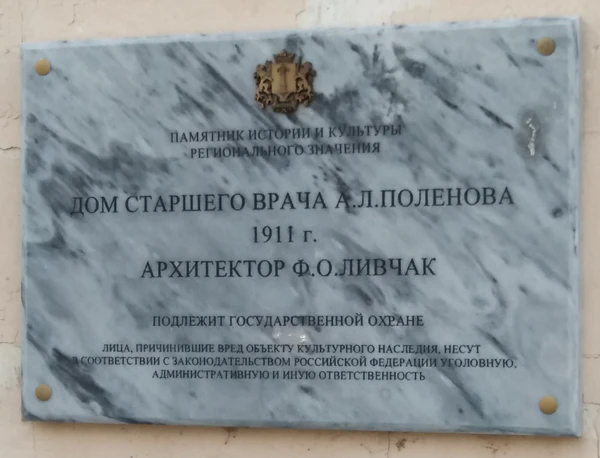 ПАМЯТНИК ИСТОРИИ И КУЛЬТУРЫ
РЕГИОНАЛЬНОГО ЗНАЧЕНИЯ
ДОМ СТАРШЕГО ВРАЧА А.Л.ПОЛЕНОВА
1911 г.
АРХИТЕКТОР Ф.О.ЛИВЧАК
ПОДЛЕЖИТ ГОСУДАРСТВЕННОЙ ОХРАНЕ
ЛИЦА, ПРИЧИНИВШИЕ ВРЕД ОБЪЕКТУ КУЛЬТУРНОГО НАСЛЕДИЯ, НЕСУТ
В СООТВЕТСТВИИ С ЗАКОНОДАТЕЛЬСТВОМ РОССИЙСКОЙ ФЕДЕРАЦИИ УГОЛОВНУЮ,
АДМИНИСТРАТИВНУЮ И ИНУЮ ОТВЕТСТВЕННОСТЬ